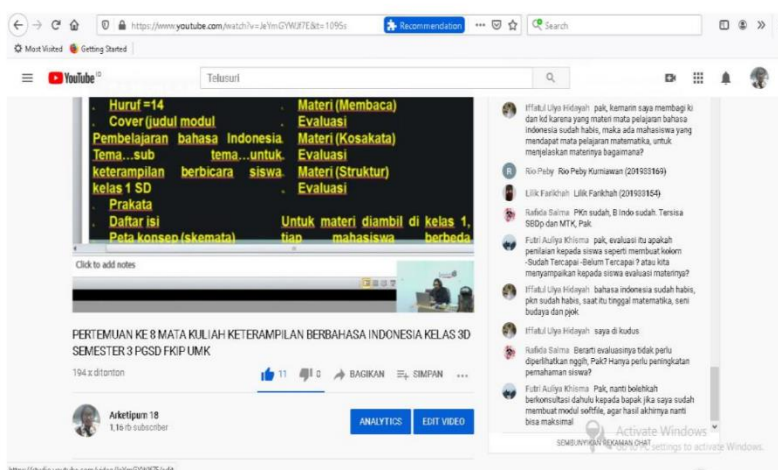 https://www.youtube.com/watch?v=JeYmGYWJf7E&t=1095s
Recommendation
Search
Most Visited
Getting Started
YouTube ID
Telusuri
Huruf =14
Cover (judul modul
Pembelajaran bahasa Indonesia
Tema...sub tema...untuk
keterampilan berbicara siswa
kelas 1 SD
Prakata
Daftar isi
Peta konsep (skemata)
Materi (Membaca)
Evaluasi
Materi (Kosakata)
Evaluasi
Materi (Struktur)
Evaluasi
Untuk materi diambil di kelas 1,
tiap mahasiswa berbeda
Click to add notes
PERTEMUAN KE 8 MATA KULIAH KETERAMPILAN BERBAHASA INDONESIA KELAS 3D
SEMESTER 3 PGSD FKIP UMK
194 x ditonton
11
0
BAGIKAN
SIMPAN
Arketipum 18
1,16 rb subscriber
ANALYTICS
EDIT VIDEO
Iffatul Ulya Hidayah pak, kemarin saya membagi ki
dan kd karena yang materi mata pelajaran bahasa
indonesia sudah habis, maka ada mahasiswa yang
mendapat mata pelajaran matematika, untuk
menjelaskan materinya bagaimana?
R
Rio Peby Rio Peby Kurniawan (201933169)
Lilik Farikhah Lilik Farikhah (201933154)
Rafida Salma PKn sudah, B Indo sudah. Tersisa
SBDp dan MTK, Pak
Futri Auliya Khisma pak, evaluasi itu apakah
penilaian kepada siswa seperti membuat kolom
-Sudah Tercapai -Belum Tercapai ? atau kita
menyampaikan kepada siswa evaluasi materinya?
Iffatul Ulya Hidayah bahasa indonesia sudah habis,
pkn sudah habis, saat itu tinggal matematika, seni
budaya dan pjok
Iffatul Ulya Hidayah saya di kudus
Rafida Salma Berarti evaluasinya tidak perlu
diperlihatkan nggih, Pak? Hanya perlu peningkatan
pemahaman siswa?
Futri Auliya Khisma Pak, nanti bolehkah
berkonsultasi dahulu kepada bapak jika saya sudah
membuat modul softfile, agar hasil akhirnya nanti
bisa maksimal
SEMBUNYIKAN REKAMAN CHAT
Activate Windows
Go to PC settings to activate Windows.